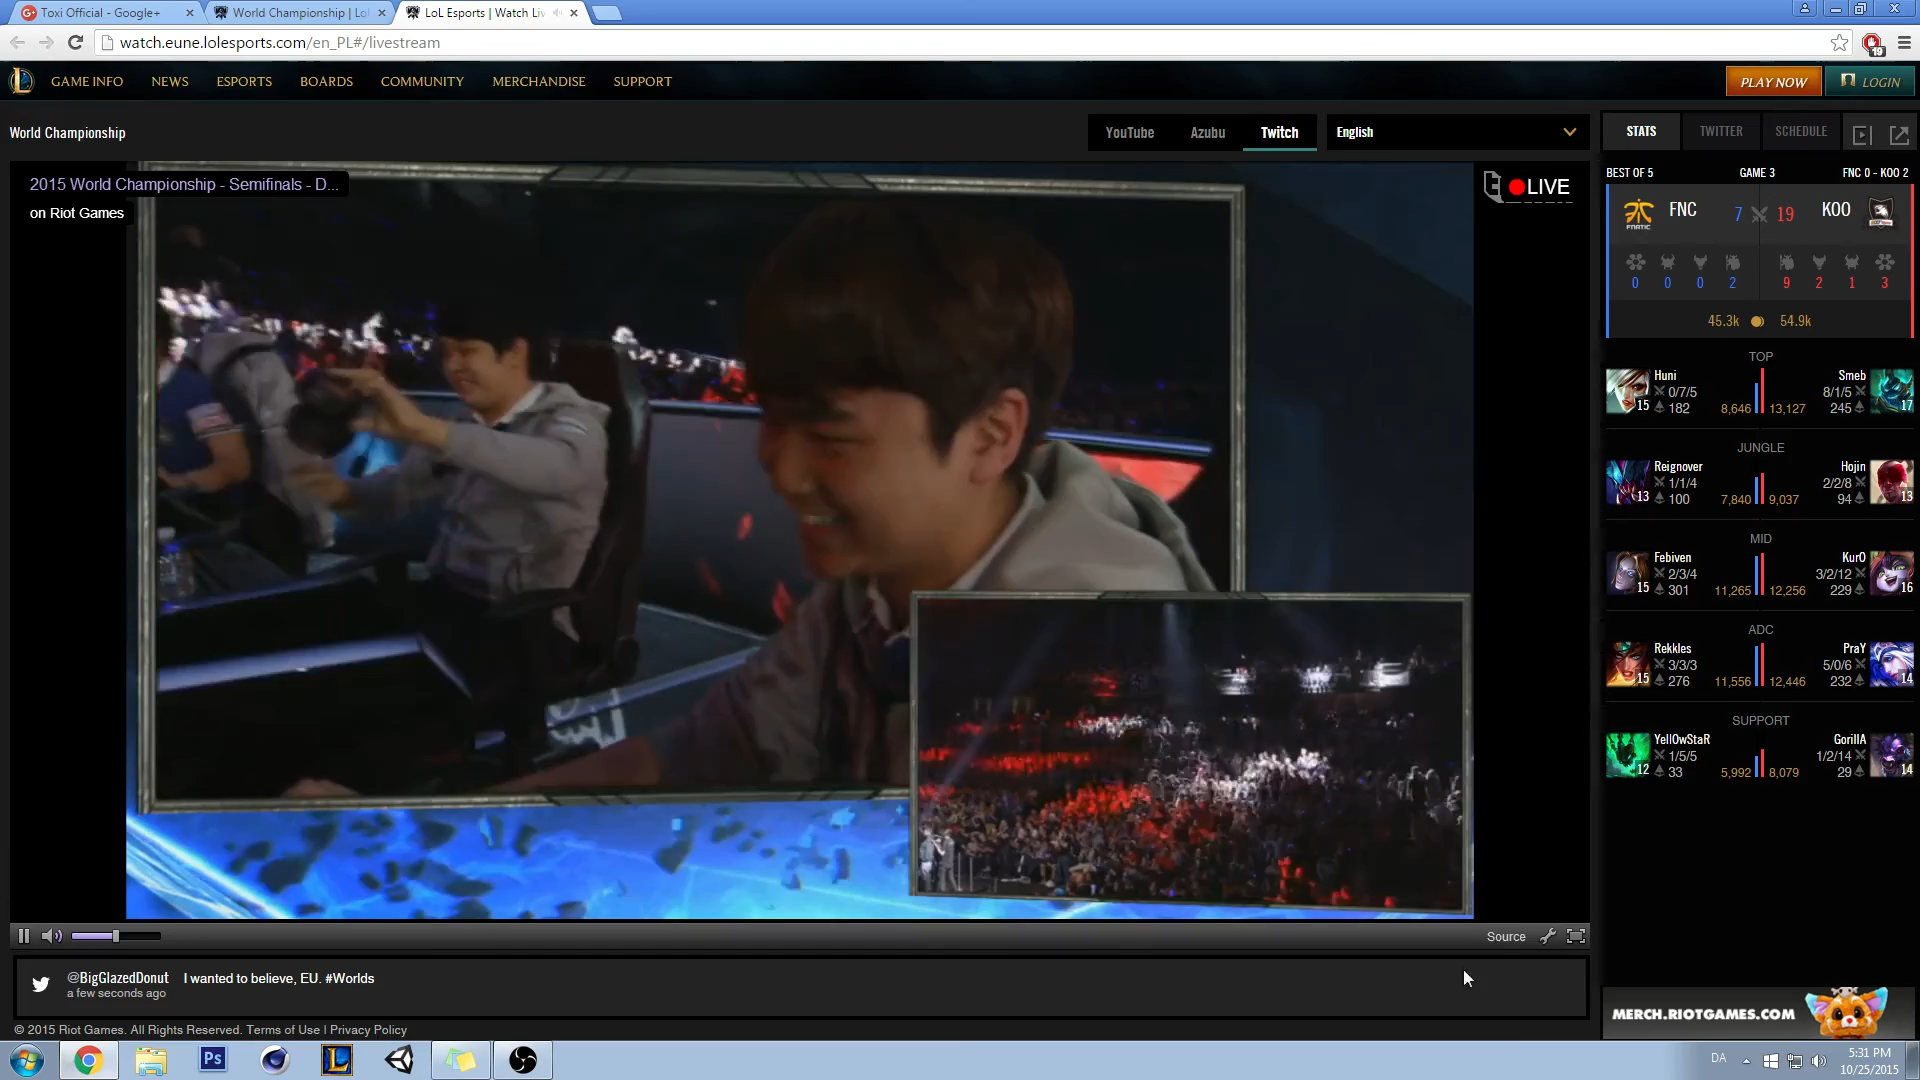 Toxi Official - Google+
World Championship | Lo
LoL Esports | Watch Liv
watch.eune.lolesports.com/en_PL#/livestream
19
GAME INFO NEWS ESPORTS BOARDS COMMUNITY MERCHANDISE SUPPORT
PLAY NOW LOGIN
World Championship
YouTube Azubu Twitch English
STATS TWITTER SCHEDULE
2015 World Championship - Semifinals - D...
on Riot Games
LIVE
BEST OF 5 GAME 3 FNC 0 - KOO 2
FNATIC FNC 7 19 KOO
0 0 0 2 9 2 1 3
45.3k 54.9k
TOP
Huni Smeb
0/7/5 8/1/5
15 182 8,646 13,127 245 17
JUNGLE
Reignover Hojin
1/1/4 2/2/8
13 100 7,840 9,037 94 13
MID
Febiven KurO
2/3/4 3/2/12
15 301 11,265 12,256 229 16
ADC
Rekkles PraY
3/3/3 5/0/6
15 276 11,556 12,446 232 14
SUPPORT
YellOwStaR GorillA
1/5/5 1/2/14
12 33 5,992 8,079 29 14
Source
@BigGlazedDonut I wanted to believe, EU. #Worlds
a few seconds ago
MERCH.RIOTGAMES.COM
© 2015 Riot Games. All Rights Reserved. Terms of Use | Privacy Policy
Ps
DA
5:31 PM
10/25/2015